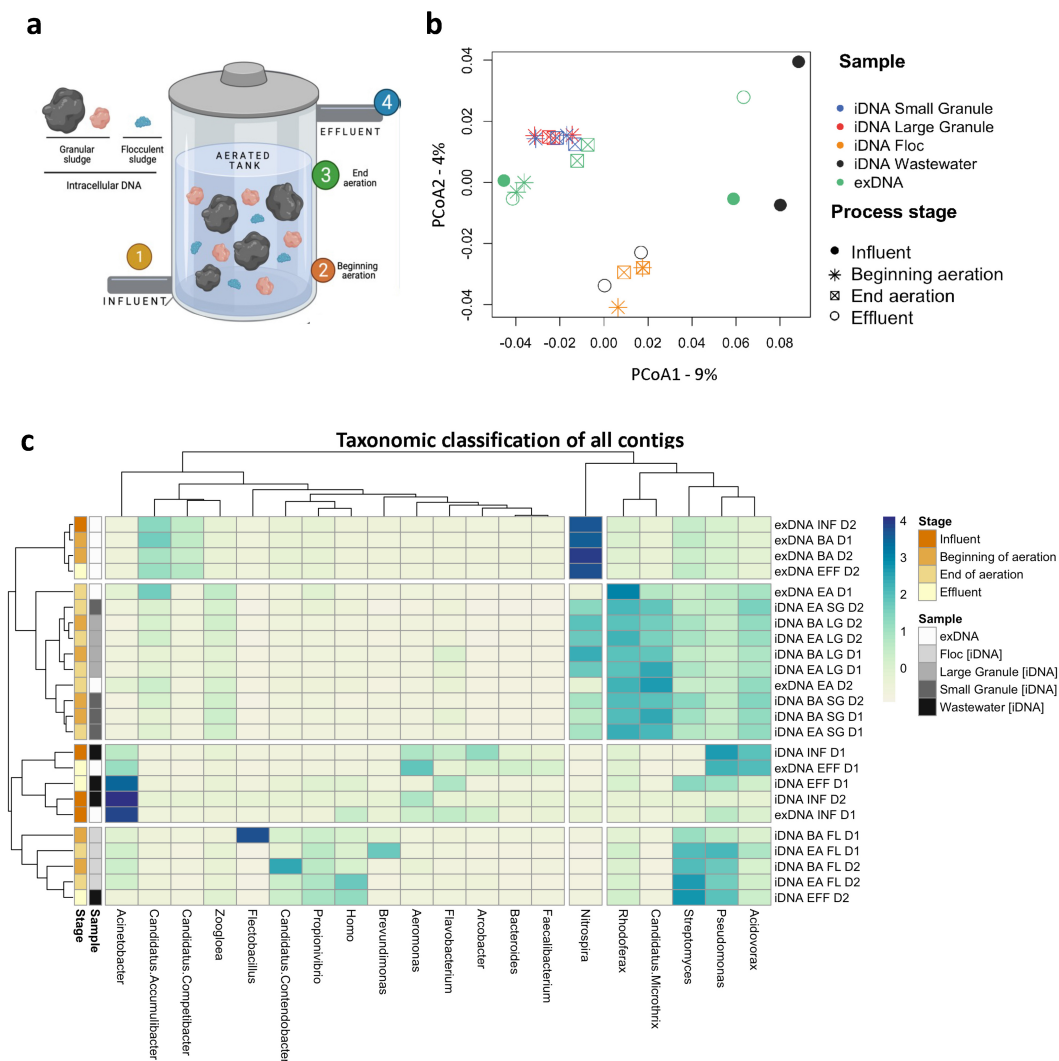 a
Granular
sludge
Flocculent
sludge
Intracellular DNA
AERATED
TANK
4
EFFLUENT
3
End
aeration
1
2
Beginning
aeration
INFLUENT
b
PCoA2 - 4%
0.04
0.02
0.00
-0.02
-0.04
-0.04
-0.02
0.00
0.02
0.04
0.06
0.08
PCoA1 - 9%
Sample
iDNA Small Granule
iDNA Large Granule
iDNA Floc
iDNA Wastewater
exDNA
Process stage
Influent
Beginning aeration
End aeration
Effluent
c
Taxonomic classification of all contigs
exDNA INF D2
exDNA BA D1
exDNA BA D2
exDNA EFF D2
exDNA EA D1
iDNA EA SG D2
iDNA BA LG D2
iDNA EA LG D2
iDNA BA LG D1
iDNA EA LG D1
exDNA EA D2
iDNA BA SG D2
iDNA BA SG D1
iDNA EA SG D1
iDNA INF D1
exDNA EFF D1
iDNA EFF D1
iDNA INF D2
exDNA INF D1
iDNA BA FL D1
iDNA EA FL D1
iDNA BA FL D2
iDNA EA FL D2
iDNA EFF D2
Stage
Sample
Acinetobacter
Candidatus.Accumulibacter
Candidatus.Competibacter
Zoogloea
Flectobacillus
Candidatus.Contendobacter
Propionivibrio
Homo
Brevundimonas
Aeromonas
Flavobacterium
Arcobacter
Bacteroides
Faecalibacterium
Nitrospira
Rhodoferax
Candidatus.Microthrix
Streptomyces
Pseudomonas
Acidovorax
4
3
2
1
0
Stage
Influent
Beginning of aeration
End of aeration
Effluent
Sample
exDNA
Floc [iDNA]
Large Granule [iDNA]
Small Granule [iDNA]
Wastewater [iDNA]